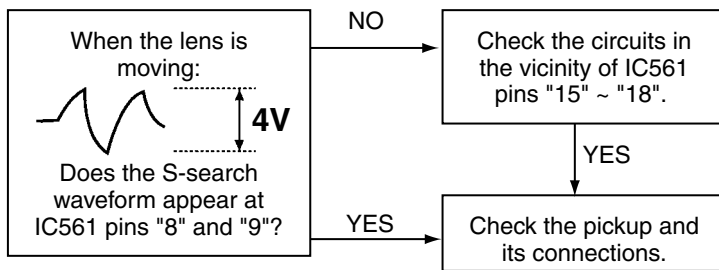 When the lens is
moving:
4V
Does the S-search
waveform appear at
IC561 pins "8" and "9"?
NO
Check the circuits in
the vicinity of IC561
pins "15" ~ "18".
YES
YES
Check the pickup and
its connections.